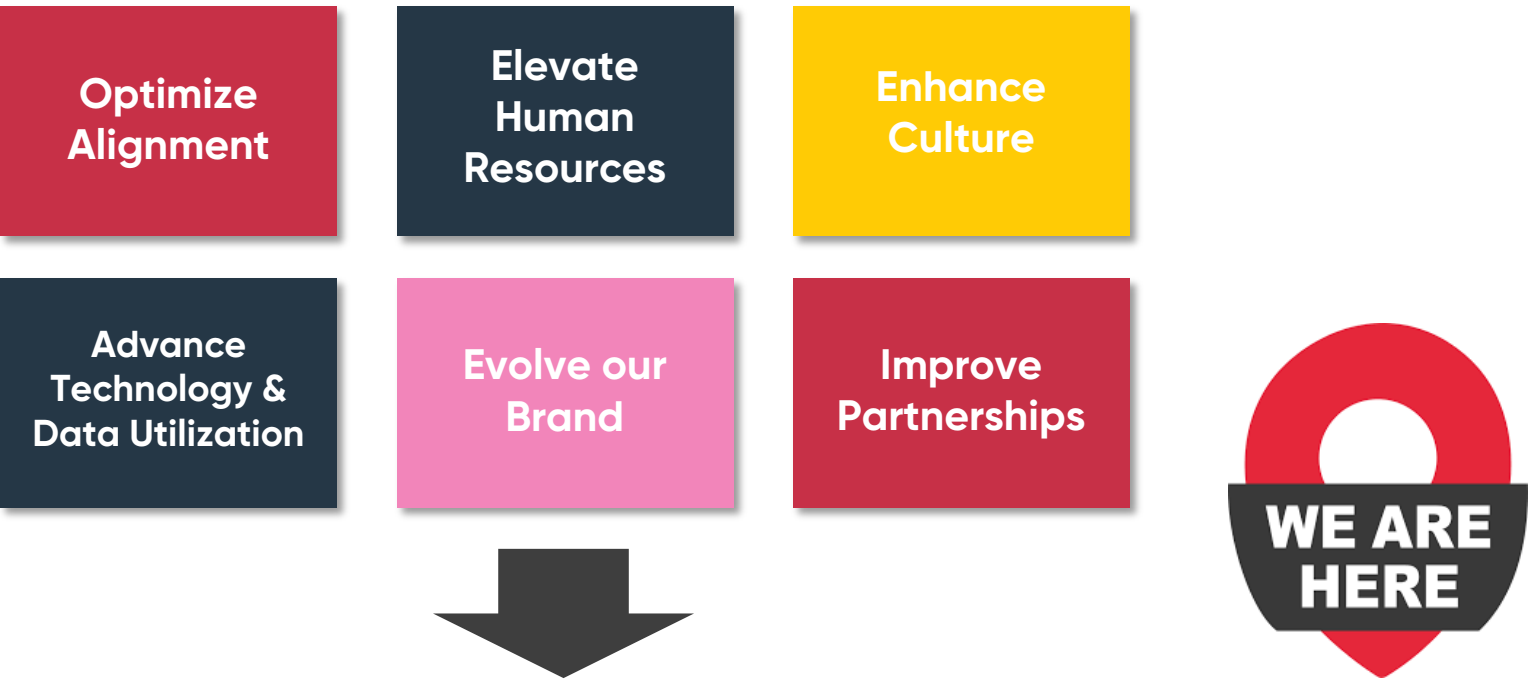 Optimize
Alignment
Elevate
Human
Resources
Enhance
Culture
Advance
Technology &
Data Utilization
Evolve our
Brand
Improve
Partnerships
WE ARE
HERE